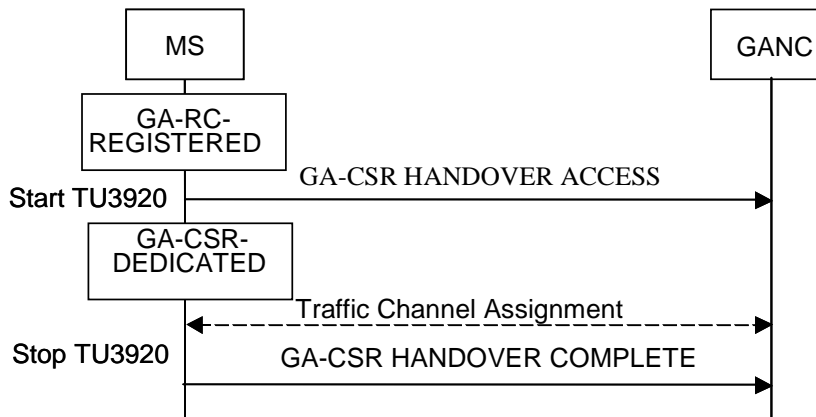 MS
GANC
GA-RC-
REGISTERED
GA-CSR HANDOVER ACCESS
Start TU3920
GA-CSR-
DEDICATED
Traffic Channel Assignment
Stop TU3920
GA-CSR HANDOVER COMPLETE